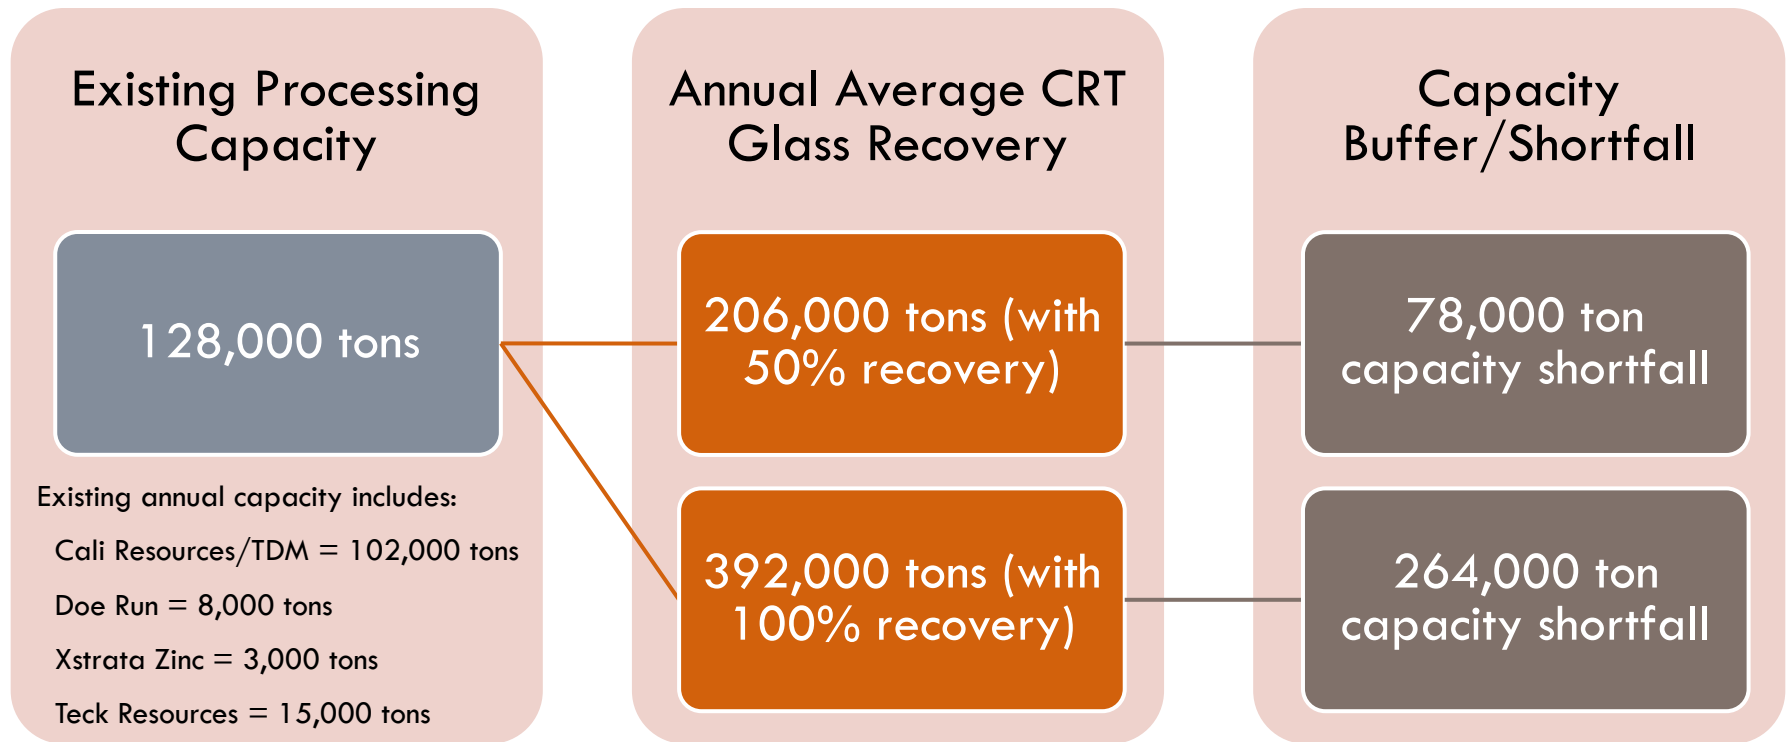 Existing Processing
Capacity
128,000 tons
Existing annual capacity includes:
Cali Resources/TDM = 102,000 tons
Doe Run = 8,000 tons
Xstrata Zinc = 3,000 tons
Teck Resources = 15,000 tons
Annual Average CRT
Glass Recovery
206,000 tons (with
50% recovery)
392,000 tons (with
100% recovery)
Capacity
Buffer/Shortfall
78,000 ton
capacity shortfall
264,000 ton
capacity shortfall